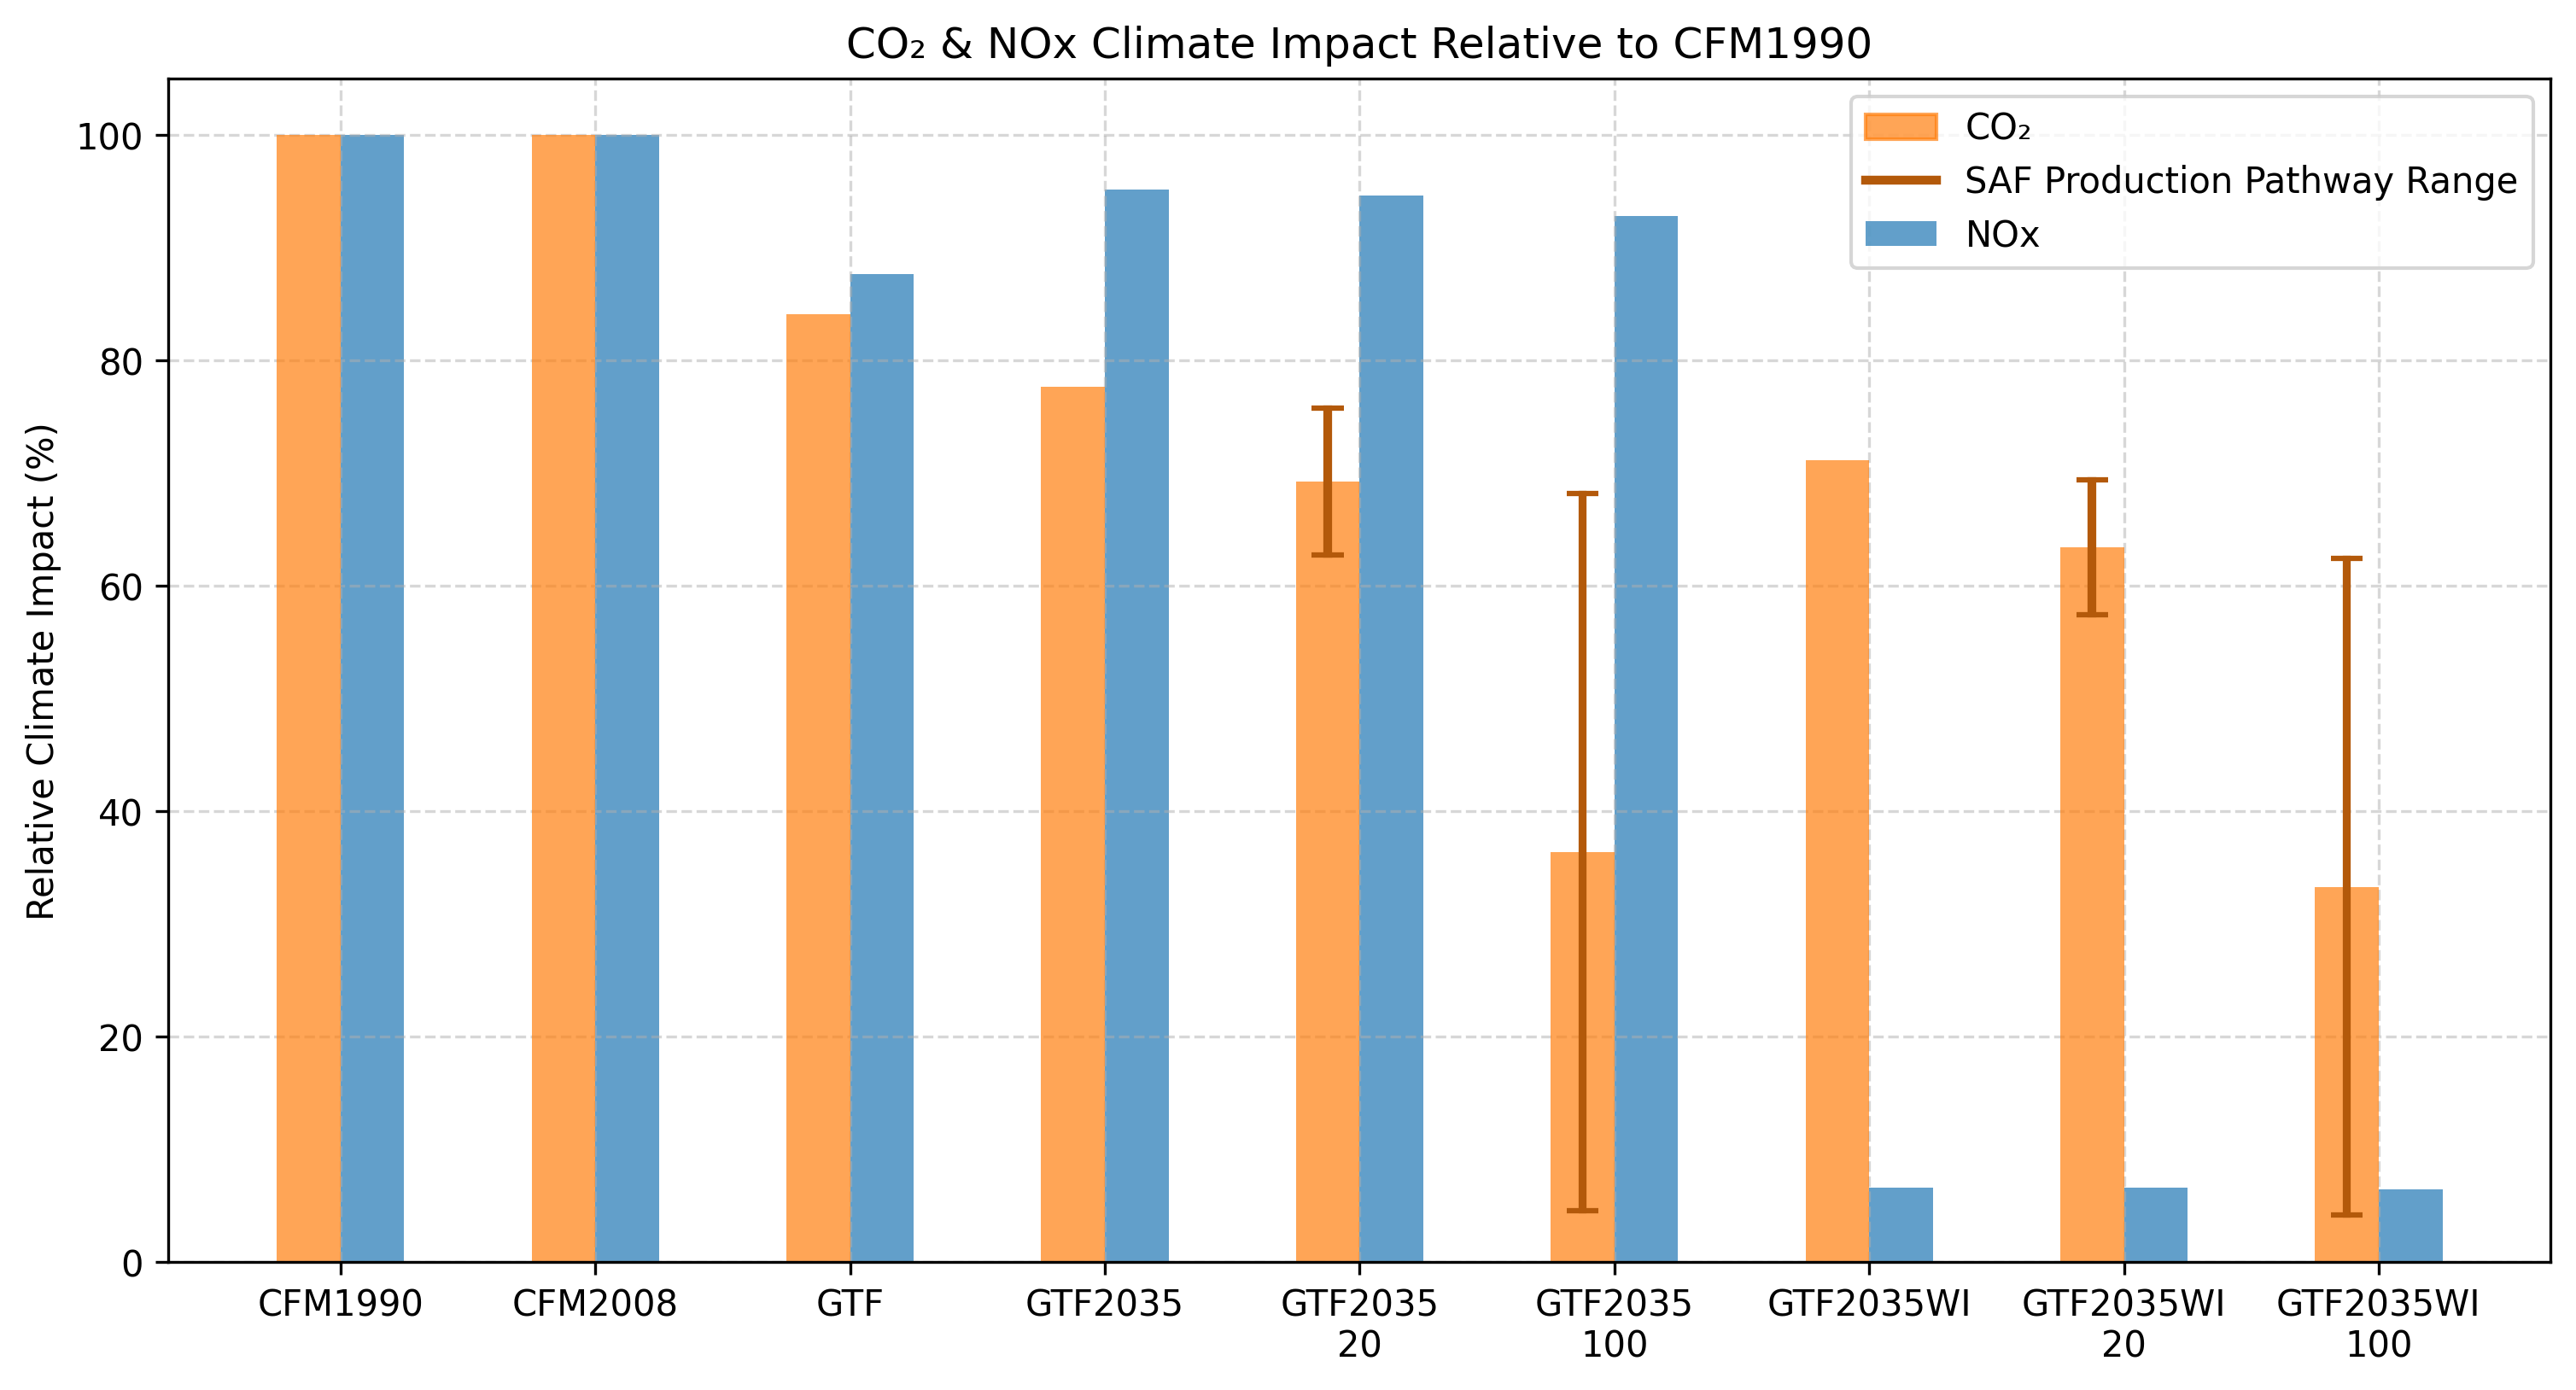 CO₂ & NOx Climate Impact Relative to CFM1990
CO₂
SAF Production Pathway Range
NOx
Relative Climate Impact (%)
100
80
60
40
20
0
CFM1990
CFM2008
GTF
GTF2035
GTF2035
20
GTF2035
100
GTF2035WI
GTF2035WI
20
GTF2035WI
100